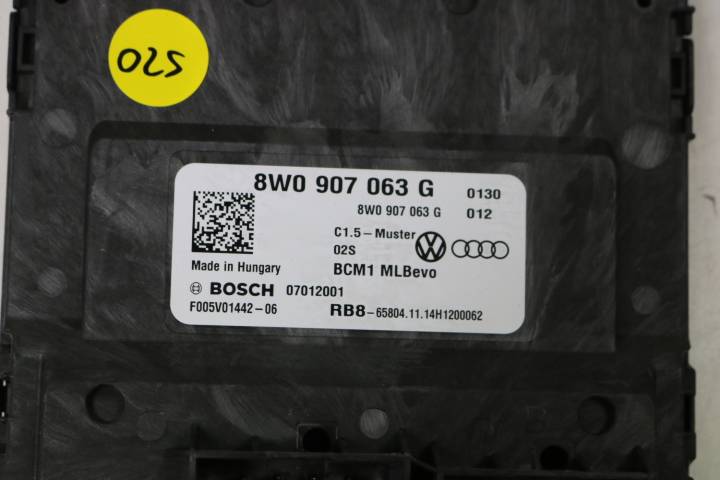 02S
8W0 907 063 G 0130
8W0 907 063 G 012
C1.5-Muster
02S
Made in Hungary BCM1 MLBevo
BOSCH 07012001
F005V01442-06 RB8-65804.11.14H1200062